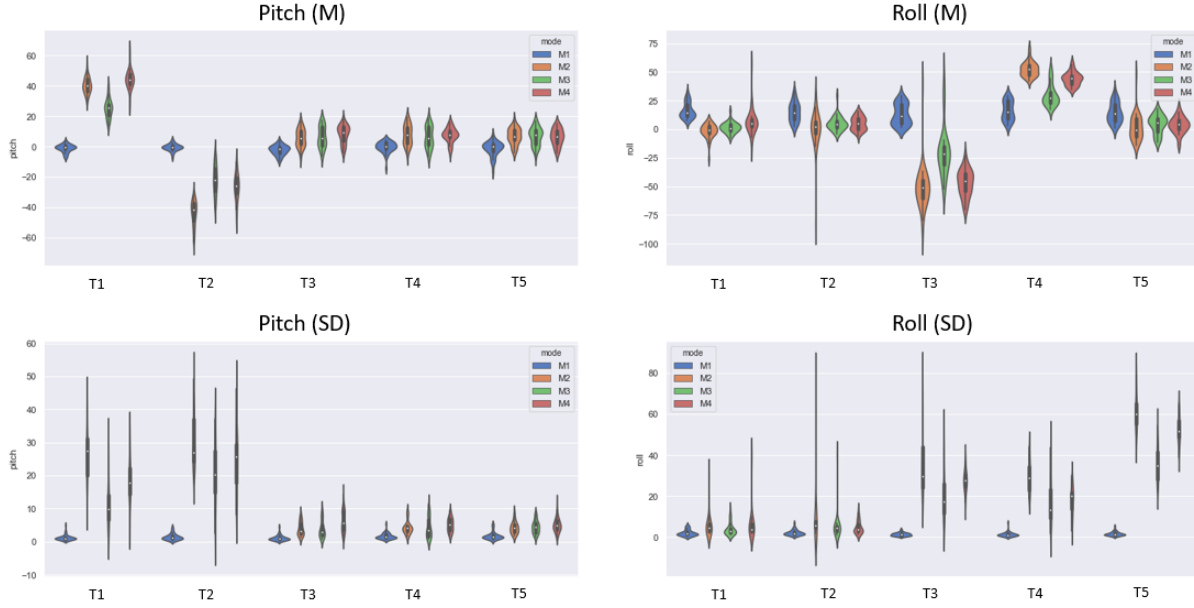 Pitch (M)
60
40
20
0
−20
−40
−60
pitch
mode
M1
M2
M3
M4
T1 T2 T3 T4 T5
Roll (M)
75
50
25
0
−25
−50
−75
−100
roll
mode
M1
M2
M3
M4
T1 T2 T3 T4 T5
Pitch (SD)
60
50
40
30
20
10
0
−10
pitch
mode
M1
M2
M3
M4
T1 T2 T3 T4 T5
Roll (SD)
80
60
40
20
0
roll
mode
M1
M2
M3
M4
T1 T2 T3 T4 T5